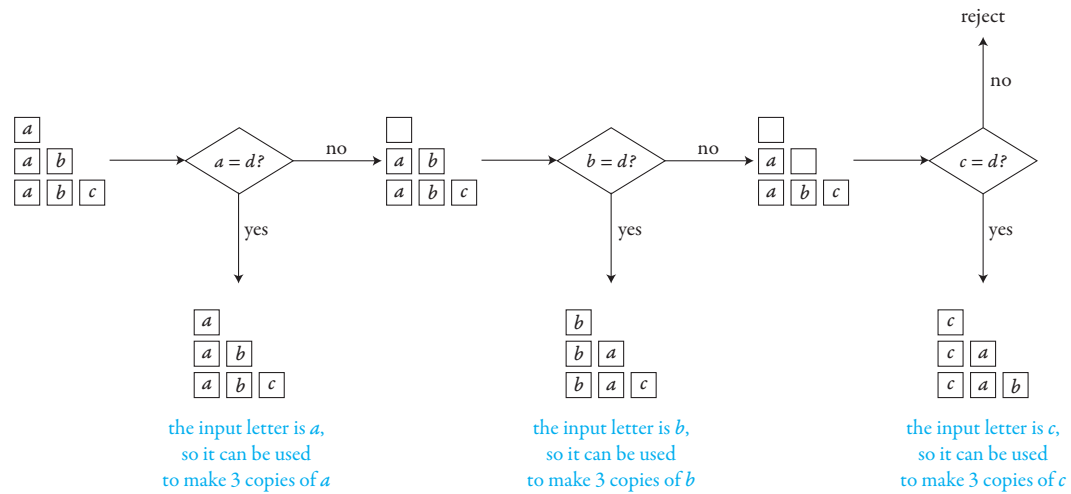 reject
no
a
a b
a b c
a = d?
no
a b
a b c
b = d?
no
a
a b c
c = d?
yes
yes
yes
a
a b
a b c
b
b a
b a c
c
c a
c a b
the input letter is a,
so it can be used
to make 3 copies of a
the input letter is b,
so it can be used
to make 3 copies of b
the input letter is c,
so it can be used
to make 3 copies of c